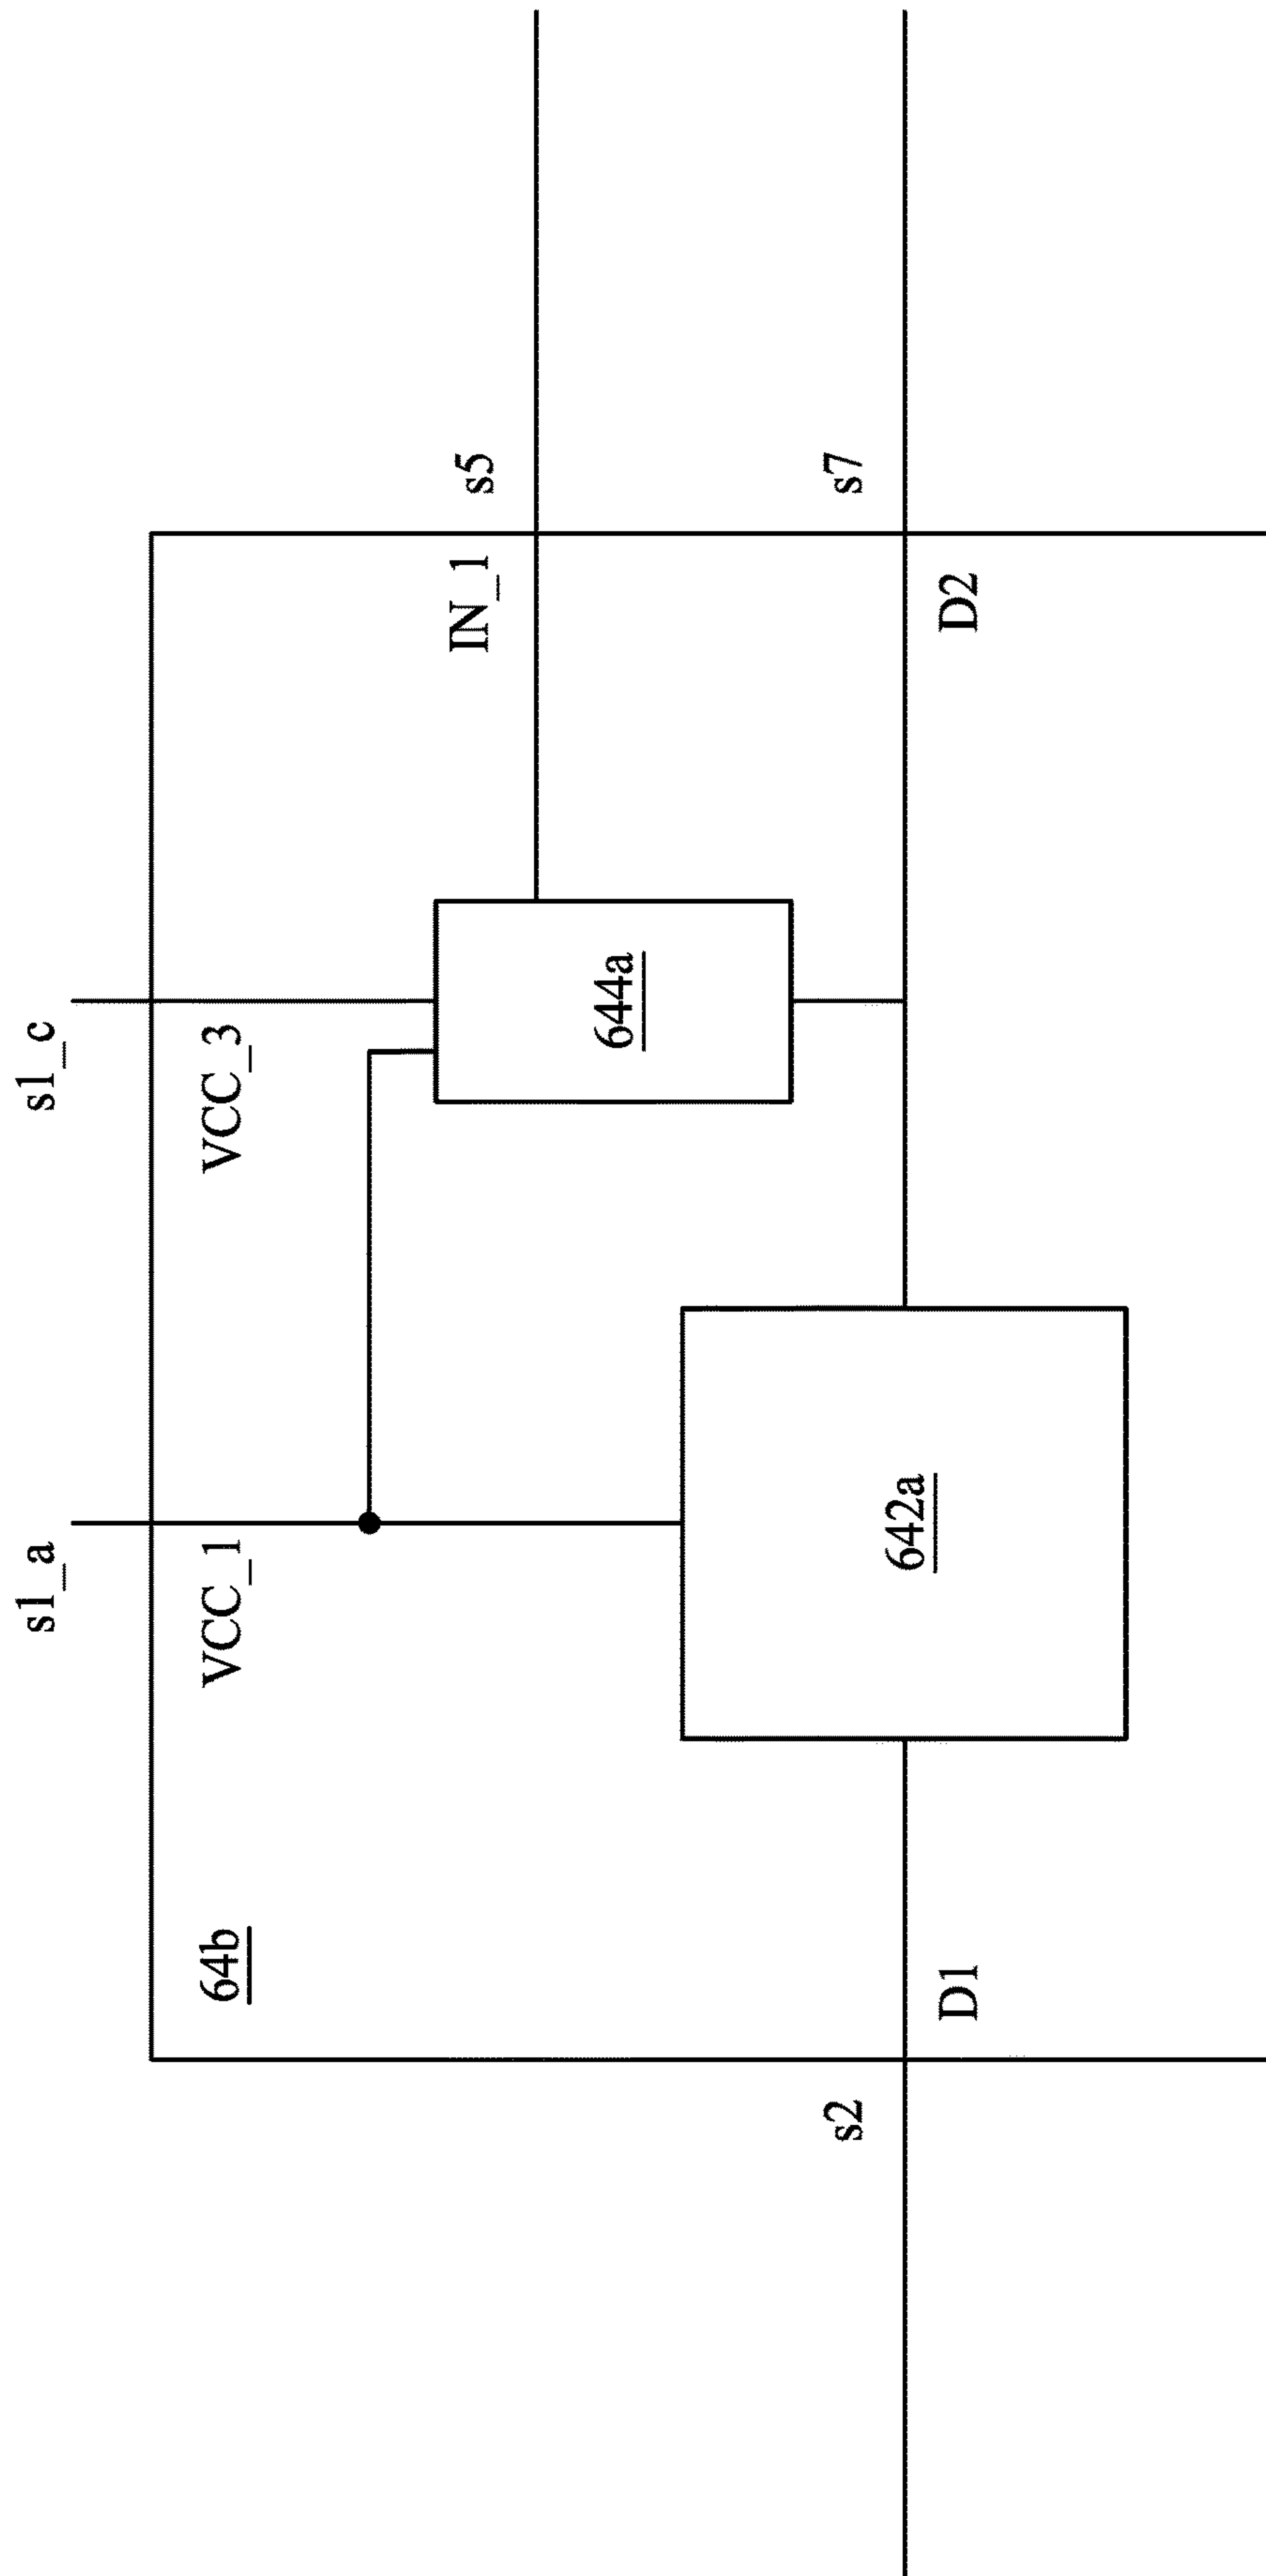 s1_a
s1_c
64b
VCC_1
VCC_3
IN_1
s5
644a
s2
s7
642a
D1
D2